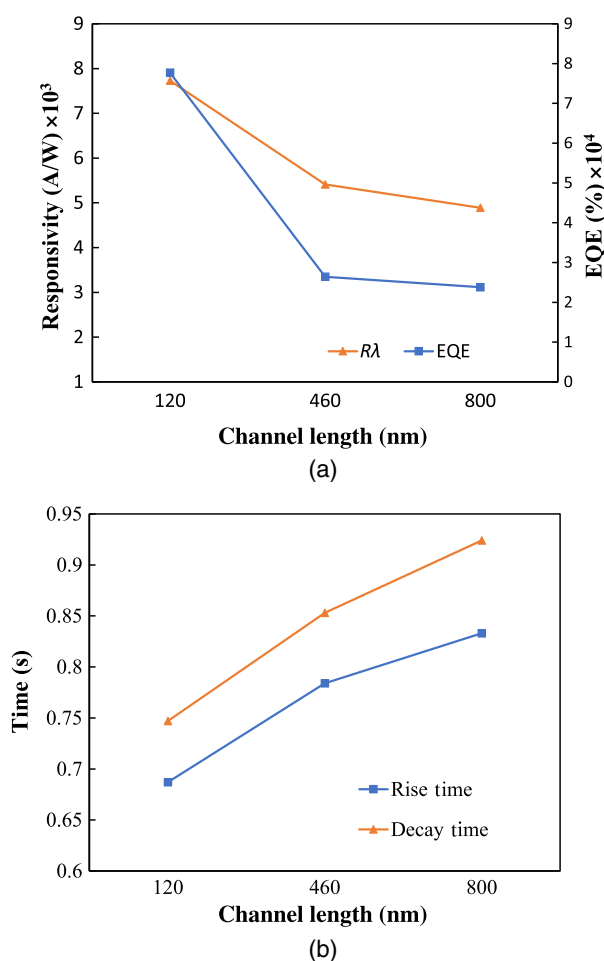 9
8
7
6
5
4
3
2
1
Responsivity (A/W) ×10³
9
8
7
6
5
4
3
2
1
0
EQE (%) ×10⁴
Rλ EQE
120 460 800
Channel length (nm)
(a)
0.95
0.9
0.85
0.8
0.75
0.7
0.65
0.6
Time (s)
Rise time
Decay time
120 460 800
Channel length (nm)
(b)